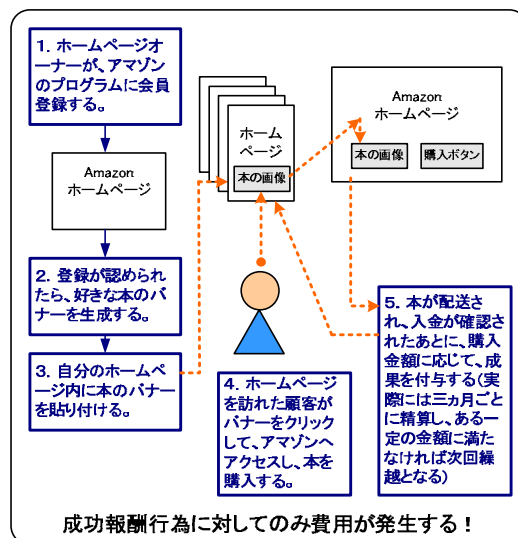 1. ホームページオ
ーナーが、アマゾン
のプログラムに会員
登録する。
Amazon
ホームページ
2. 登録が認められ
たら、好きな本のバ
ナーを生成する。
3. 自分のホームペ
ージ内に本のバナー
を貼り付ける。
ホーム
ページ
本の画像
4. ホームページ
を訪れた顧客が
バナーをクリック
して、アマゾンへ
アクセスし、本を
購入する。
Amazon
ホームページ
本の画像
購入ボタン
5. 本が配送さ
れ、入金が確認さ
れたあとに、購入
金額に応じて、成
果を付与する(実
際には三ヵ月ごと
に精算し、ある一
定の金額に満た
なければ次回繰
越となる)
成功報酬行為に対してのみ費用が発生する!